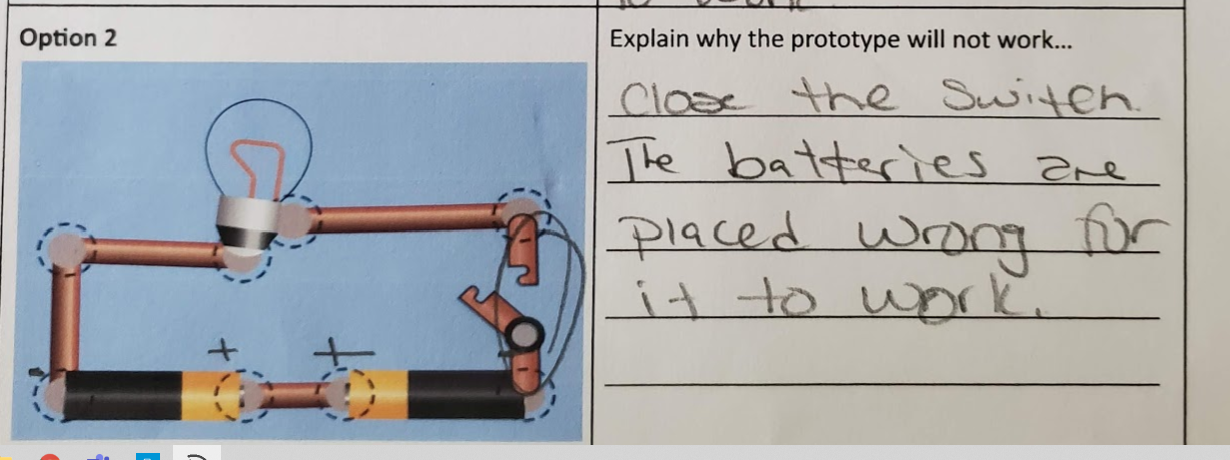 Option 2
Explain why the prototype will not work...
Close the Switch.
The batteries are
placed wrong for
it to work.
+ +